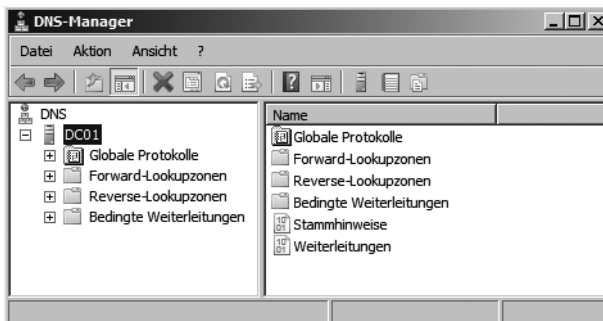 DNS-Manager
Datei Aktion Ansicht ?
DNS
DC01
Globale Protokolle
Forward-Lookupzonen
Reverse-Lookupzonen
Bedingte Weiterleitungen
Name
Globale Protokolle
Forward-Lookupzonen
Reverse-Lookupzonen
Bedingte Weiterleitungen
Stammhinweise
Weiterleitungen